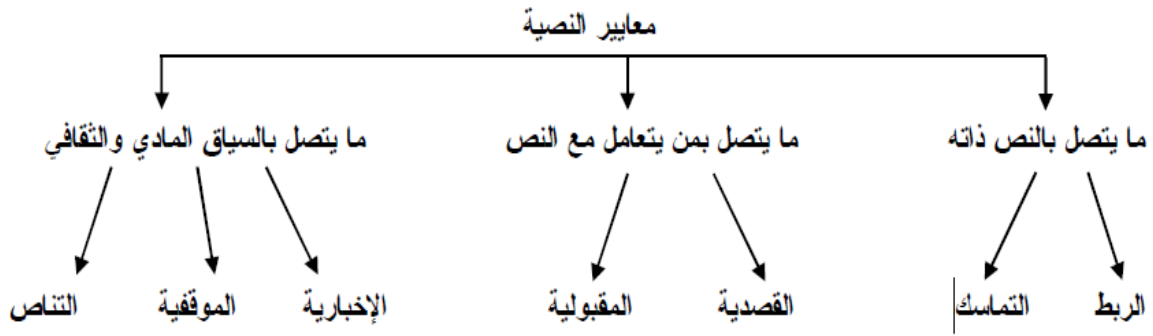 معايير النصية
ما يتصل بالنص ذاته ما يتصل بمن يتعامل مع النص ما يتصل بالسياق المادي والثقافي
الربط التماسك القصدية المقبولية الإخبارية الموقفية التناص